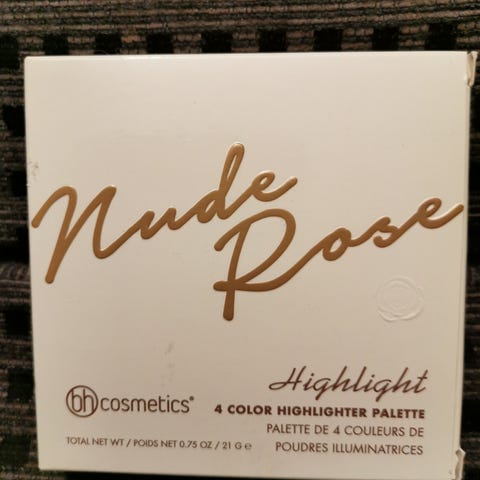 Nude
Rose
Highlight
bh cosmetics®
4 COLOR HIGHLIGHTER PALETTE
PALETTE DE 4 COULEURS DE
POUDRES ILLUMINATRICES
TOTAL NET WT / POIDS NET 0.75 OZ / 21 G e